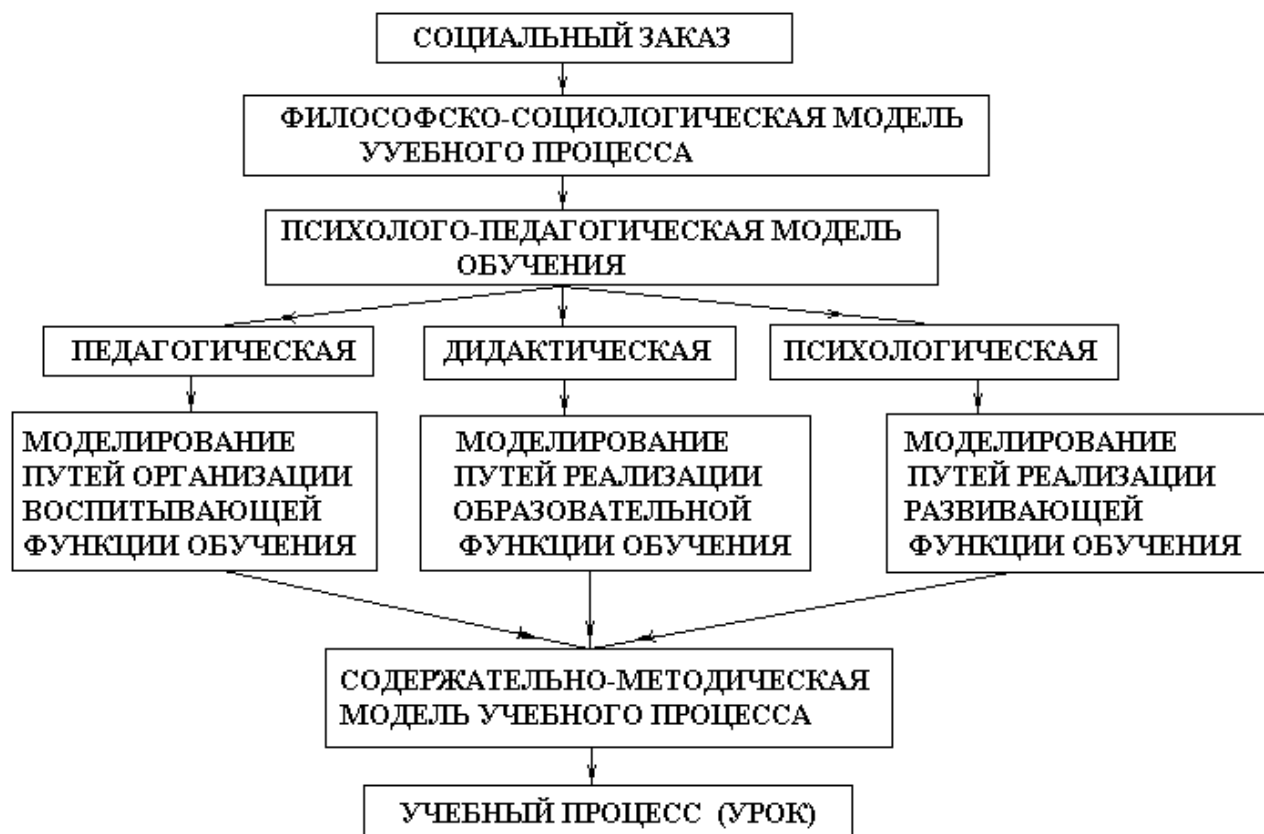 СОЦИАЛЬНЫЙ ЗАКАЗ
ФИЛОСОФСКО-СОЦИОЛОГИЧЕСКАЯ МОДЕЛЬ
УУЕБНОГО ПРОЦЕССА
ПСИХОЛОГО-ПЕДАГОГИЧЕСКАЯ МОДЕЛЬ
ОБУЧЕНИЯ
ПЕДАГОГИЧЕСКАЯ
ДИДАКТИЧЕСКАЯ
ПСИХОЛОГИЧЕСКАЯ
МОДЕЛИРОВАНИЕ
ПУТЕЙ ОРГАНИЗАЦИИ
ВОСПИТЫВАЮЩЕЙ
ФУНКЦИИ ОБУЧЕНИЯ
МОДЕЛИРОВАНИЕ
ПУТЕЙ РЕАЛИЗАЦИИ
ОБРАЗОВАТЕЛЬНОЙ
ФУНКЦИИ ОБУЧЕНИЯ
МОДЕЛИРОВАНИЕ
ПУТЕЙ РЕАЛИЗАЦИИ
РАЗВИВАЮЩЕЙ
ФУНКЦИИ ОБУЧЕНИЯ
СОДЕРЖАТЕЛЬНО-МЕТОДИЧЕСКАЯ
МОДЕЛЬ УЧЕБНОГО ПРОЦЕССА
УЧЕБНЫЙ ПРОЦЕСС (УРОК)